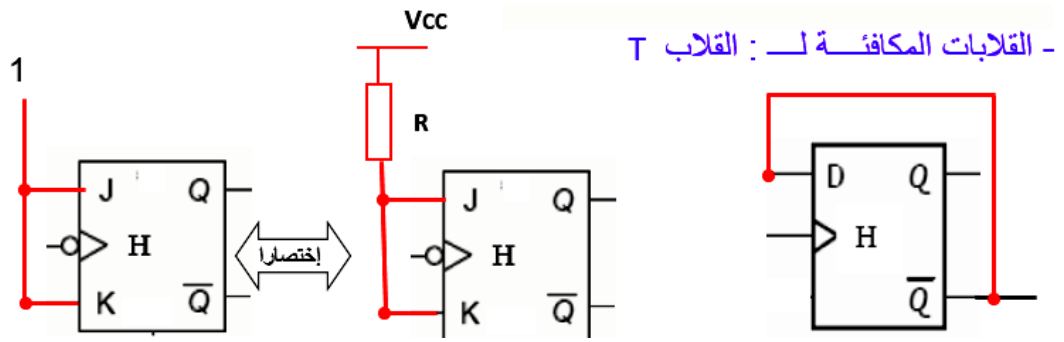 - القلابات المكافئـــة لـــ : القلاب T
1
J Q
H
K Q̅
إختصارا
Vcc
R
J Q
H
K Q̅
D Q
H
Q̅